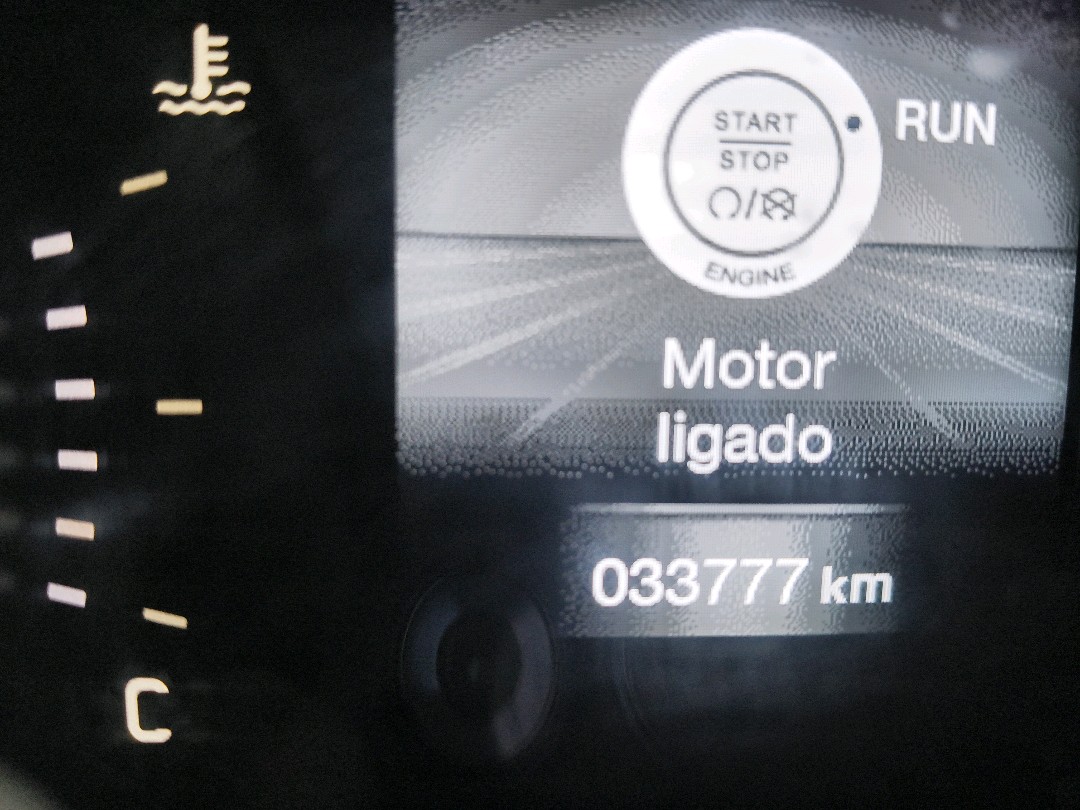 START
STOP
ENGINE
RUN
Motor
ligado
033777 km
C